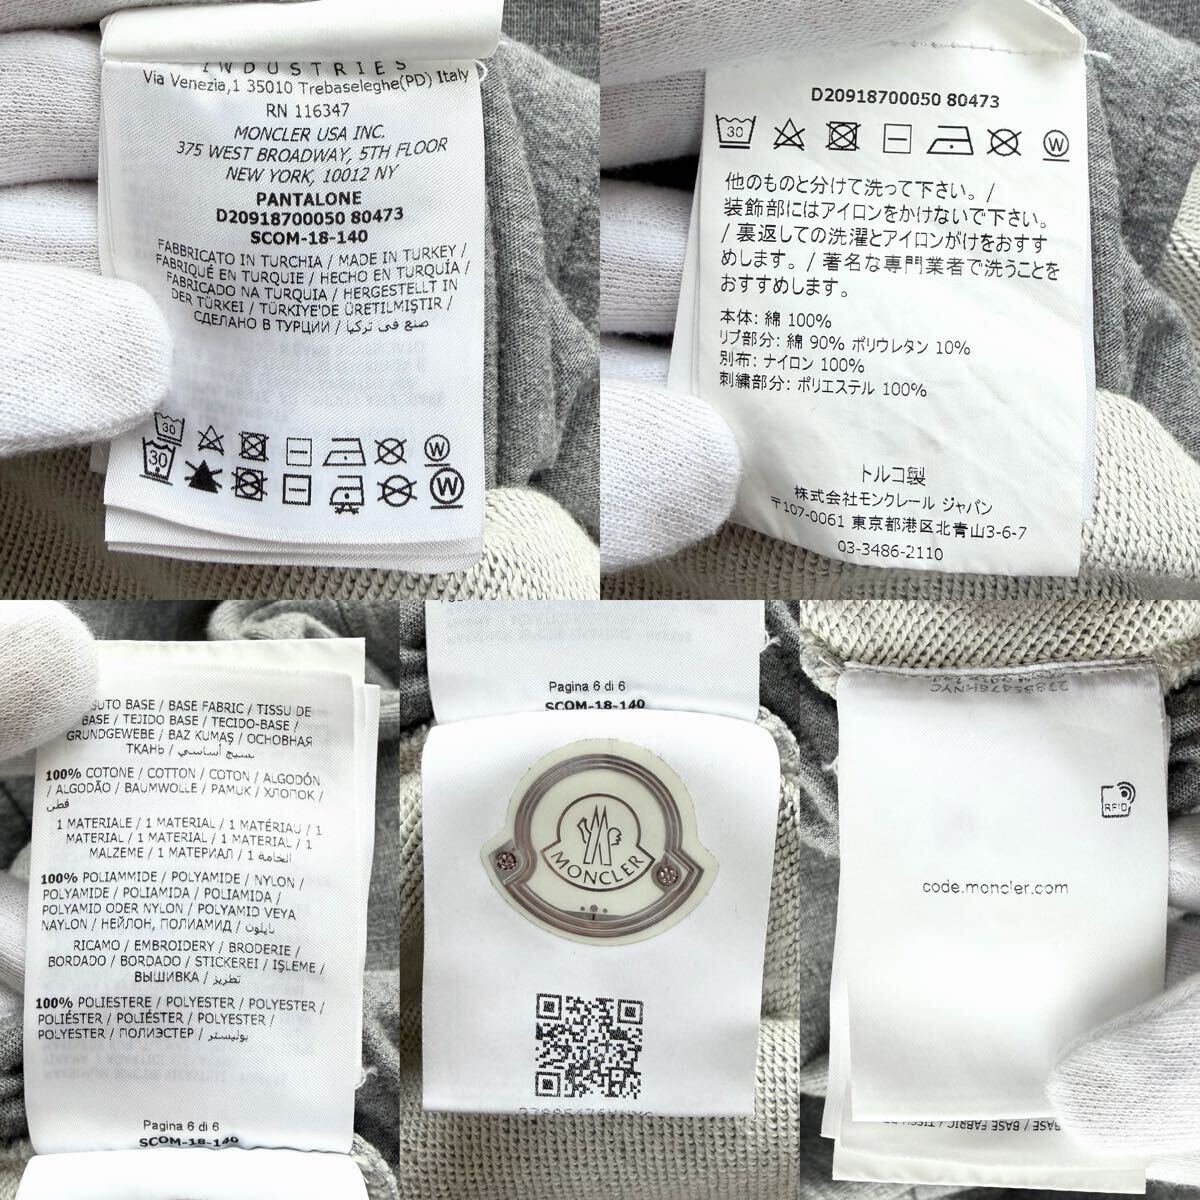 INDUSTRIES
Via Venezia,1 35010 Trebaseleghe(PD) Italy
RN 116347
MONCLER USA INC.
375 WEST BROADWAY, 5TH FLOOR
NEW YORK, 10012 NY
PANTALONE
D20918700050 80473
SCOM-18-140
FABBRICATO IN TURCHIA / MADE IN TURKEY /
FABRIQUÉ EN TURQUIE / HECHO EN TURQUÍA /
FABRICADO NA TURQUIA / HERGESTELLT IN
DER TÜRKEI / TÜRKIYE'DE ÜRETILMIŞTIR /
СДЕЛАНО В ТУРЦИИ / صنع في تركيا
30
W
30
W
D20918700050 80473
30
W
他のものと分けて洗って下さい。/
装飾部にはアイロンをかけないで下さい。
/ 裏返しての洗濯とアイロンがけをおすす
めします。/ 著名な専門業者で洗うことを
おすすめします。
本体: 綿 100%
リブ部分: 綿 90% ポリウレタン 10%
別布: ナイロン 100%
刺繍部分: ポリエステル 100%
トルコ製
株式会社モンクレール ジャパン
〒107-0061 東京都港区北青山3-6-7
03-3486-2110
SUTO BASE / BASE FABRIC / TISSU DE
BASE / TEJIDO BASE / TECIDO-BASE /
GRUNDGEWEBE / BAZ KUMAŞ / ОСНОВНАЯ
ТКАНЬ / نسيج أساسي
100% COTONE / COTTON / COTON / ALGODÓN
/ ALGODÃO / BAUMWOLLE / PAMUK / ХЛОПОК /
قطن
1 MATERIALE / 1 MATERIAL / 1 MATÉRIAU / 1
MATERIAL / 1 MATERIAL / 1 MATERIAL / 1
MALZEME / 1 МАТЕРИАЛ / الخامة 1
100% POLIAMMIDE / POLYAMIDE / NYLON /
POLYAMIDE / POLIAMIDA / POLIAMIDA /
POLYAMID ODER NYLON / POLYAMID VEYA
NAYLON / НЕЙЛОН, ПОЛИАМИД / نايلون
RICAMO / EMBROIDERY / BRODERIE /
BORDADO / BORDADO / STICKEREI / IŞLEME /
ВЫШИВКА / تطريز
100% POLIESTERE / POLYESTER / POLYESTER /
POLIÉSTER / POLIÉSTER / POLYESTER /
POLYESTER / ПОЛИЭСТЕР / بوليستر
Pagina 6 di 6
SCOM-18-140
Pagina 6 di 6
SCOM-18-140
MONCLER
RFID
code.moncler.com